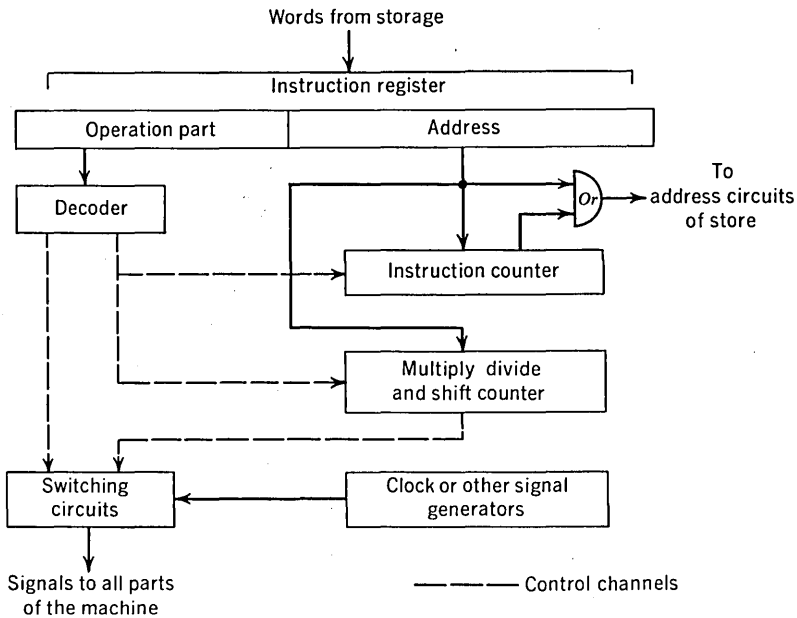 Words from storage
Instruction register
Operation part
Address
Decoder
Or
To
address circuits
of store
Instruction counter
Multiply divide
and shift counter
Switching
circuits
Clock or other signal
generators
Signals to all parts
of the machine
Control channels